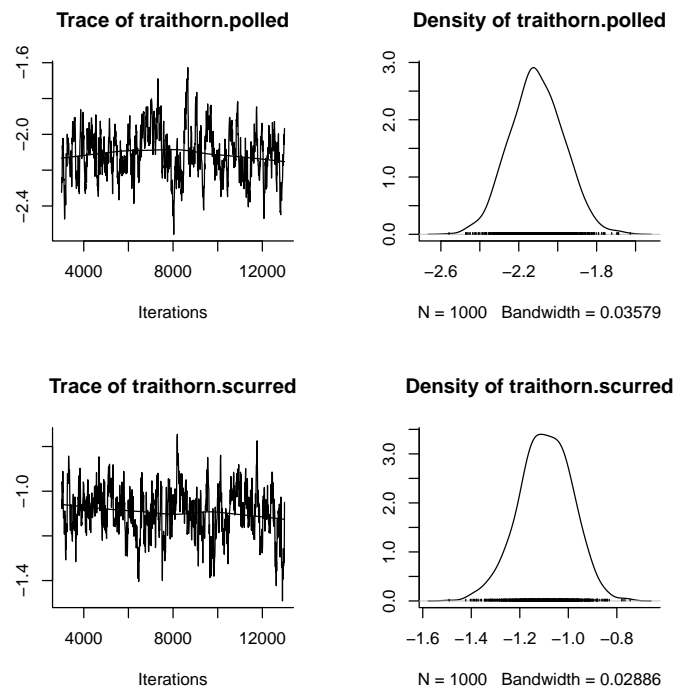 Trace of traithorn.polled
−1.6
−2.0
−2.4
4000 8000 12000
Iterations
Density of traithorn.polled
3.0
2.0
1.0
0.0
−2.6 −2.2 −1.8
N = 1000 Bandwidth = 0.03579
Trace of traithorn.scurred
−1.0
−1.4
4000 8000 12000
Iterations
Density of traithorn.scurred
3.0
2.0
1.0
0.0
−1.6 −1.4 −1.2 −1.0 −0.8
N = 1000 Bandwidth = 0.02886